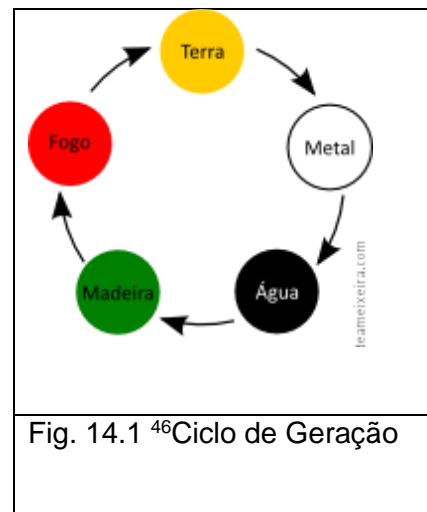 Terra
Fogo
Metal
Madeira
Água
leameixeira.com
Fig. 14.1 ⁴⁶Ciclo de Geração